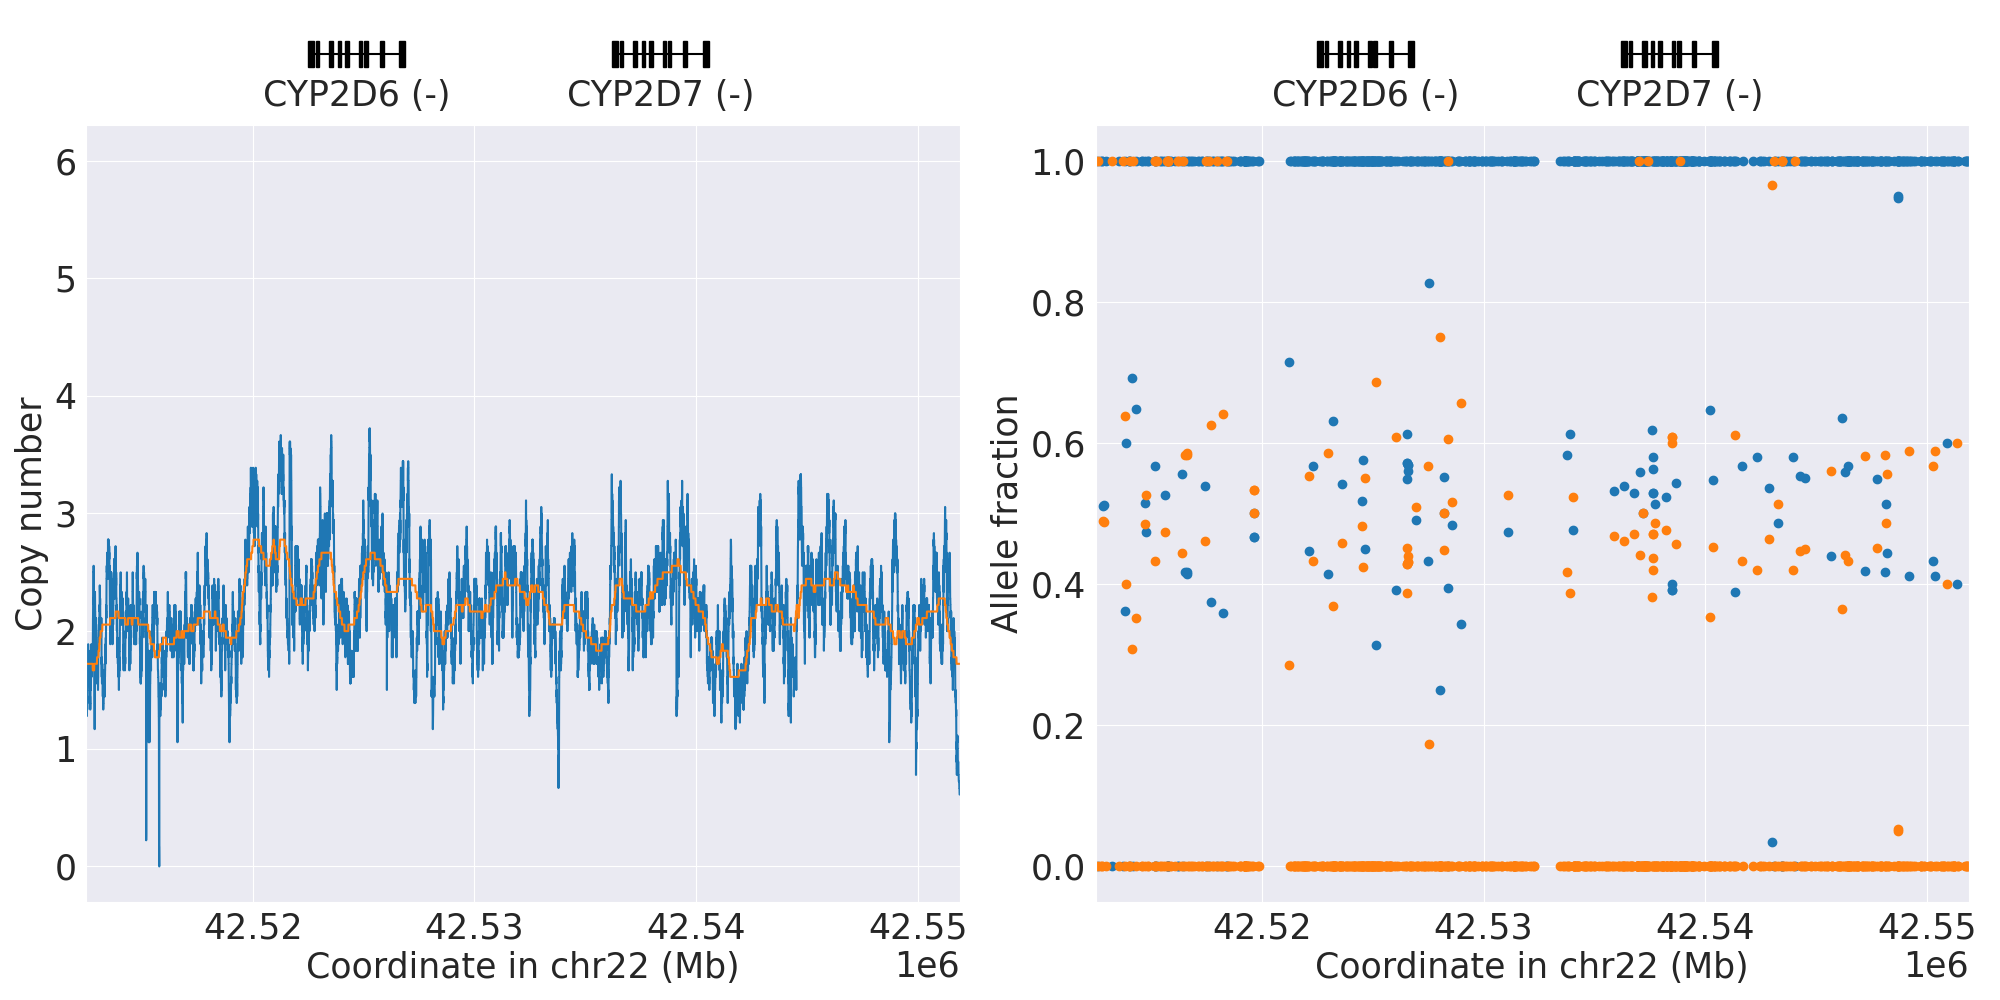 CYP2D6 (-) CYP2D7 (-)
6
5
4
3
2
1
0
Copy number
42.52 42.53 42.54 42.55
Coordinate in chr22 (Mb) 1e6
CYP2D6 (-) CYP2D7 (-)
1.0
0.8
0.6
0.4
0.2
0.0
Allele fraction
42.52 42.53 42.54 42.55
Coordinate in chr22 (Mb) 1e6